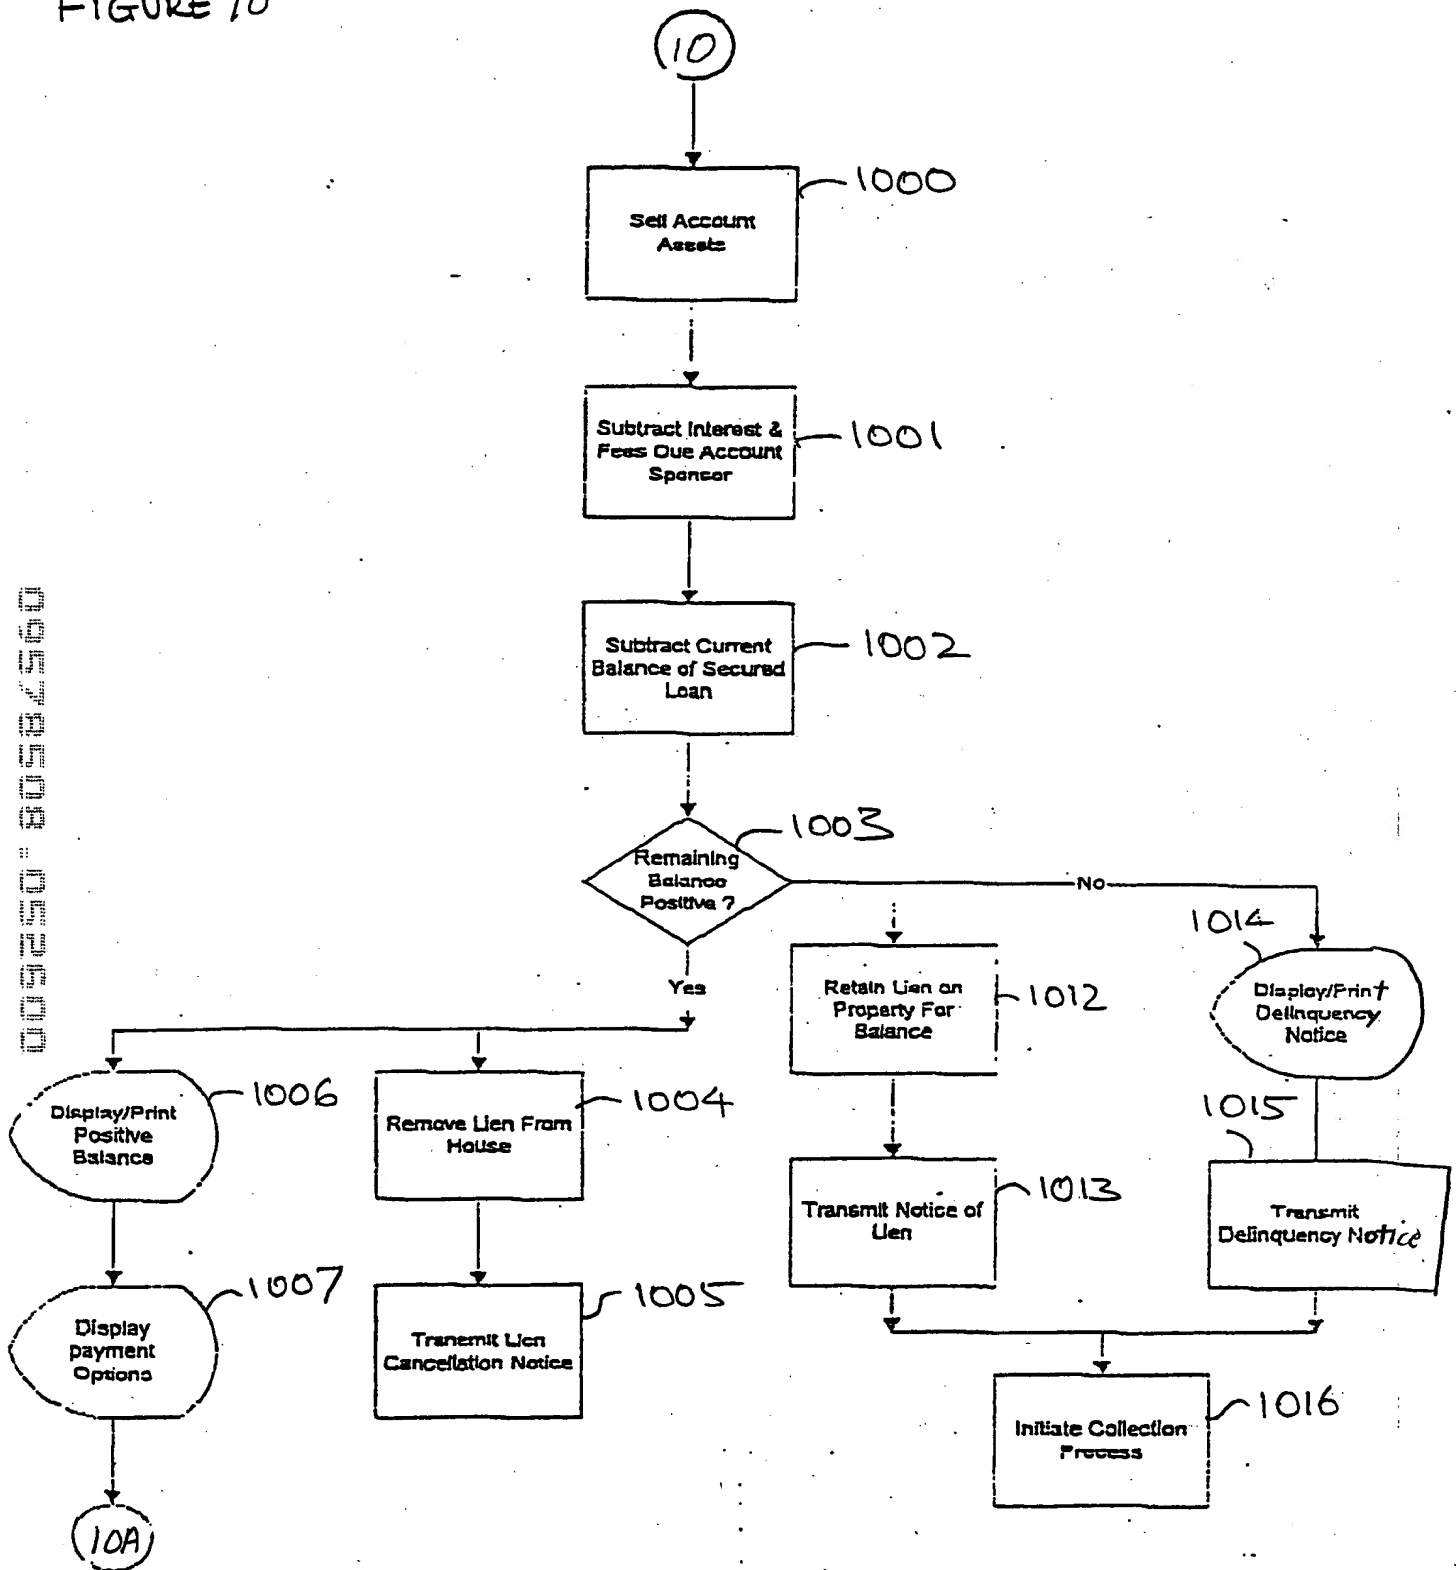 FIGURE 10
10
1000
Sell Account
Assets
1001
Subtract Interest &
Fees Due Account
Sponsor
1002
Subtract Current
Balance of Secured
Loan
1003
Remaining
Balance
Positive ?
No
Yes
1014
Display/Print
Delinquency
Notice
1012
Retain Lien on
Property For
Balance
1006
Display/Print
Positive
Balance
1004
Remove Lien From
House
1015
Transmit
Delinquency Notice
1013
Transmit Notice of
Lien
1007
Display
payment
Options
1005
Transmit Lien
Cancellation Notice
1016
Initiate Collection
Process
10A
09578508.052600